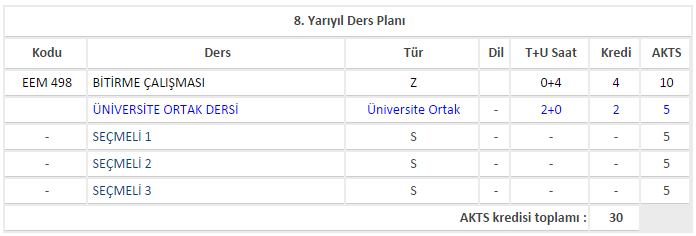 8. Yarıyıl Ders Planı
Kodu Ders Tür Dil T+U Saat Kredi AKTS
EEM 498 BİTİRME ÇALIŞMASI Z 0+4 4 10
ÜNİVERSİTE ORTAK DERSİ Üniversite Ortak - 2+0 2 5
- SEÇMELİ 1 S - - 5
- SEÇMELİ 2 S - - 5
- SEÇMELİ 3 S - - 5
AKTS kredisi toplamı : 30